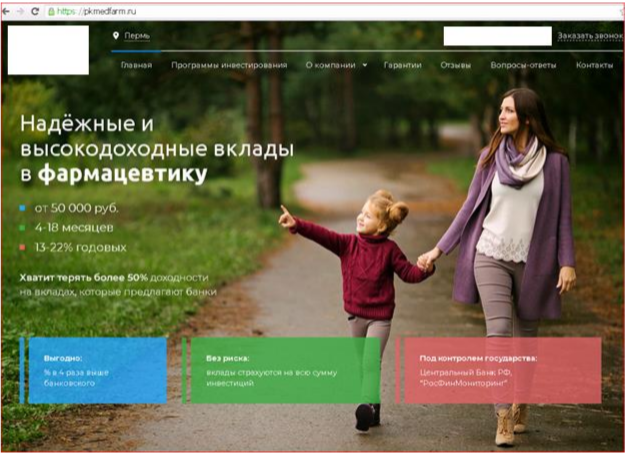 https://pkmedfarm.ru
Пермь
Заказать звонок
Главная Программы инвестирования О компании Гарантии Отзывы Вопросы-ответы Контакты
Надёжные и
высокодоходные вклады
в фармацевтику
от 50 000 руб.
4-18 месяцев
13-22% годовых
Хватит терять более 50% доходности
на вкладах, которые предлагают банки
Выгодно:
% в 4 раза выше
банковского
Без риска:
вклады страхуются на всю сумму
инвестиций
Под контролем государства:
Центральный Банк РФ,
"РосФинМониторинг"